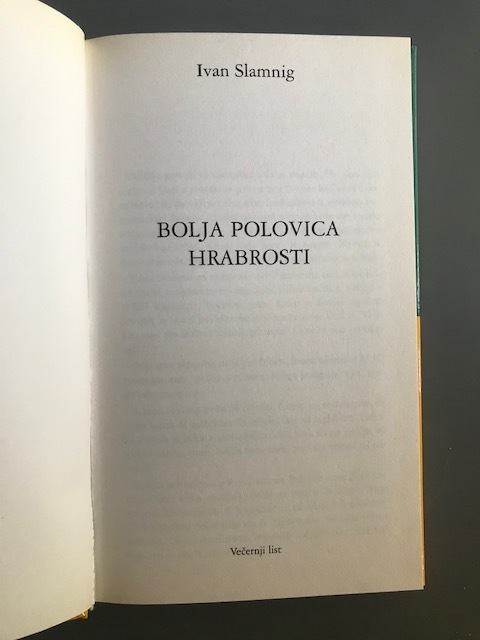 Ivan Slamnig
BOLJA POLOVICA
HRABROSTI
Večernji list